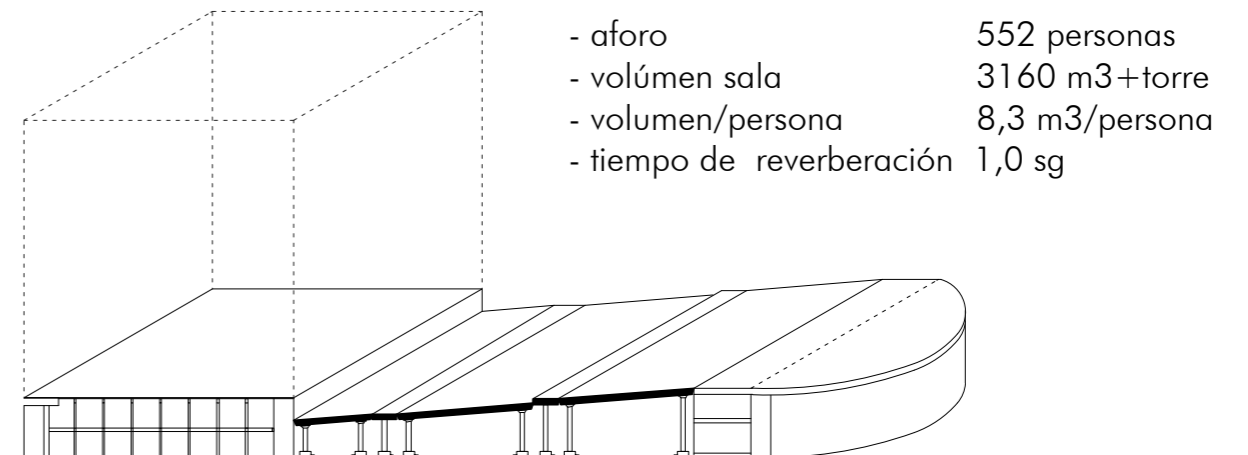 - aforo 552 personas
- volúmen sala 3160 m3+torre
- volumen/persona 8,3 m3/persona
- tiempo de reverberación 1,0 sg